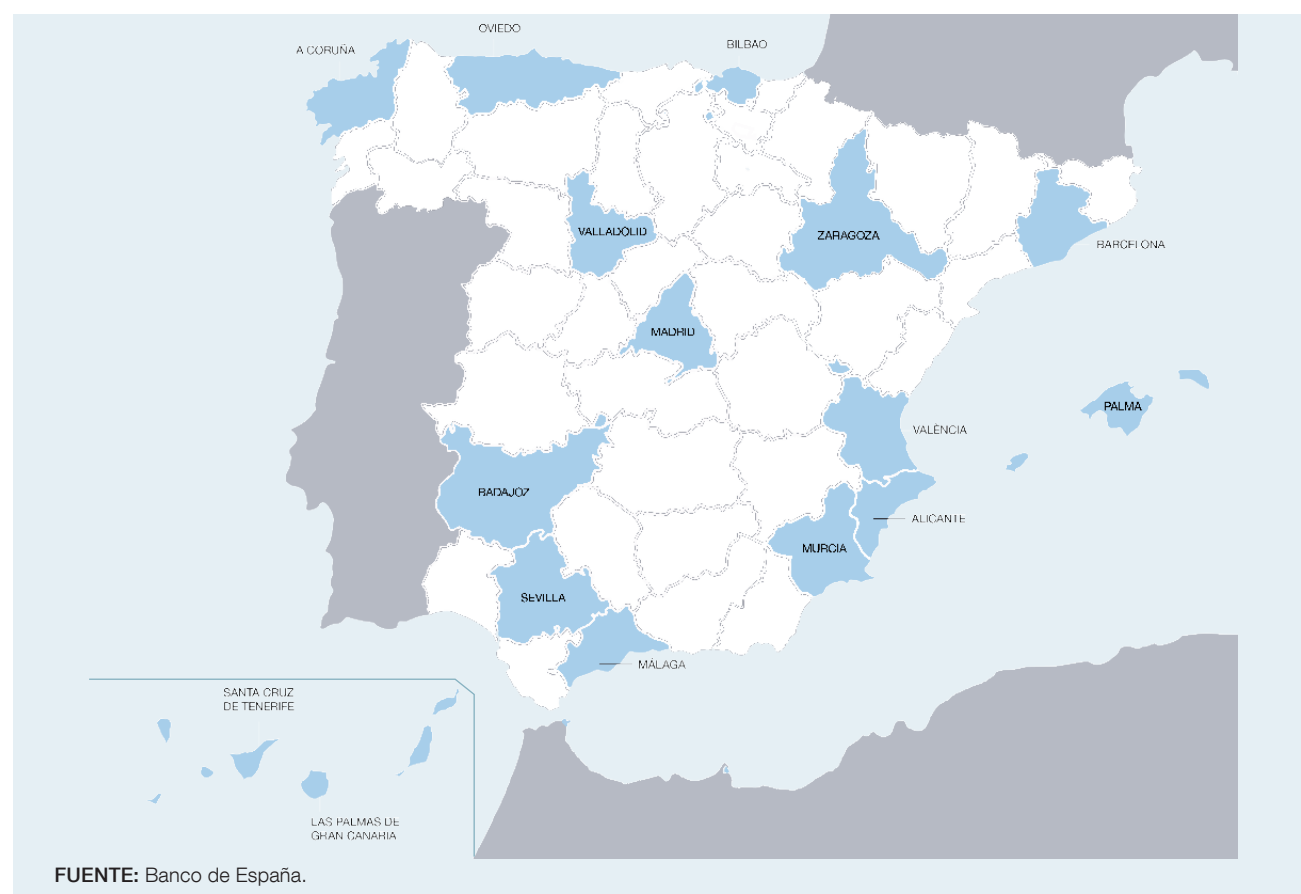 OVIEDO
A CORUÑA
BILBAO
VALLADOLID
ZARAGOZA
BARCELONA
MADRID
PALMA
VALÈNCIA
BADAJOZ
ALICANTE
MURCIA
SEVILLA
MÁLAGA
SANTA CRUZ
DE TENERIFE
LAS PALMAS DE
GRAN CANARIA
FUENTE: Banco de España.